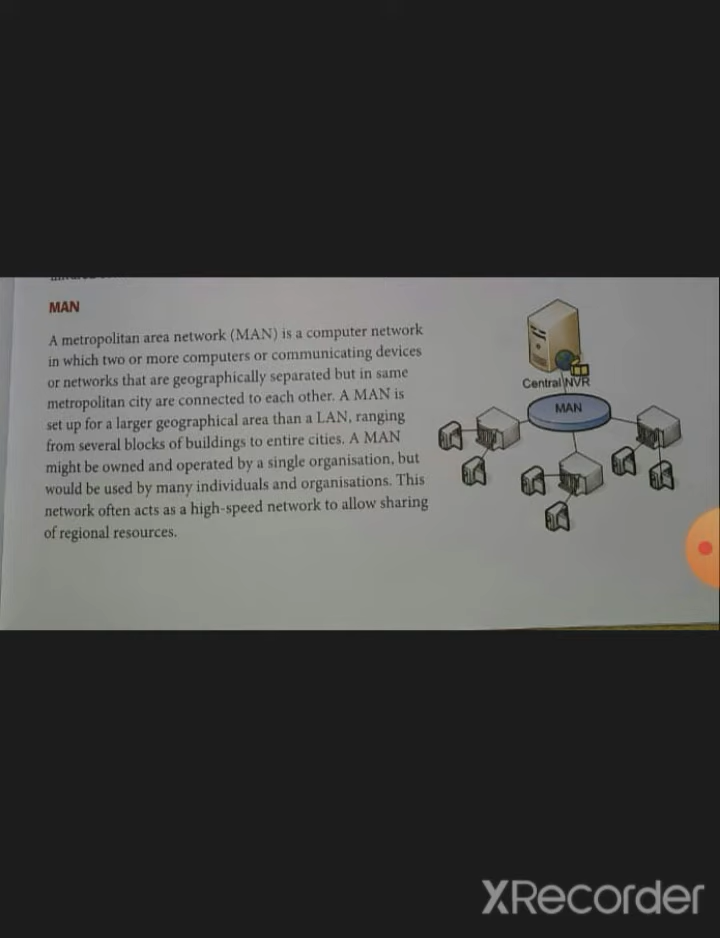 MAN
A metropolitan area network (MAN) is a computer network
in which two or more computers or communicating devices
or networks that are geographically separated but in same
metropolitan city are connected to each other. A MAN is
set up for a larger geographical area than a LAN, ranging
from several blocks of buildings to entire cities. A MAN
might be owned and operated by a single organisation, but
would be used by many individuals and organisations. This
network often acts as a high-speed network to allow sharing
of regional resources.
Central NVR
MAN
XRecorder